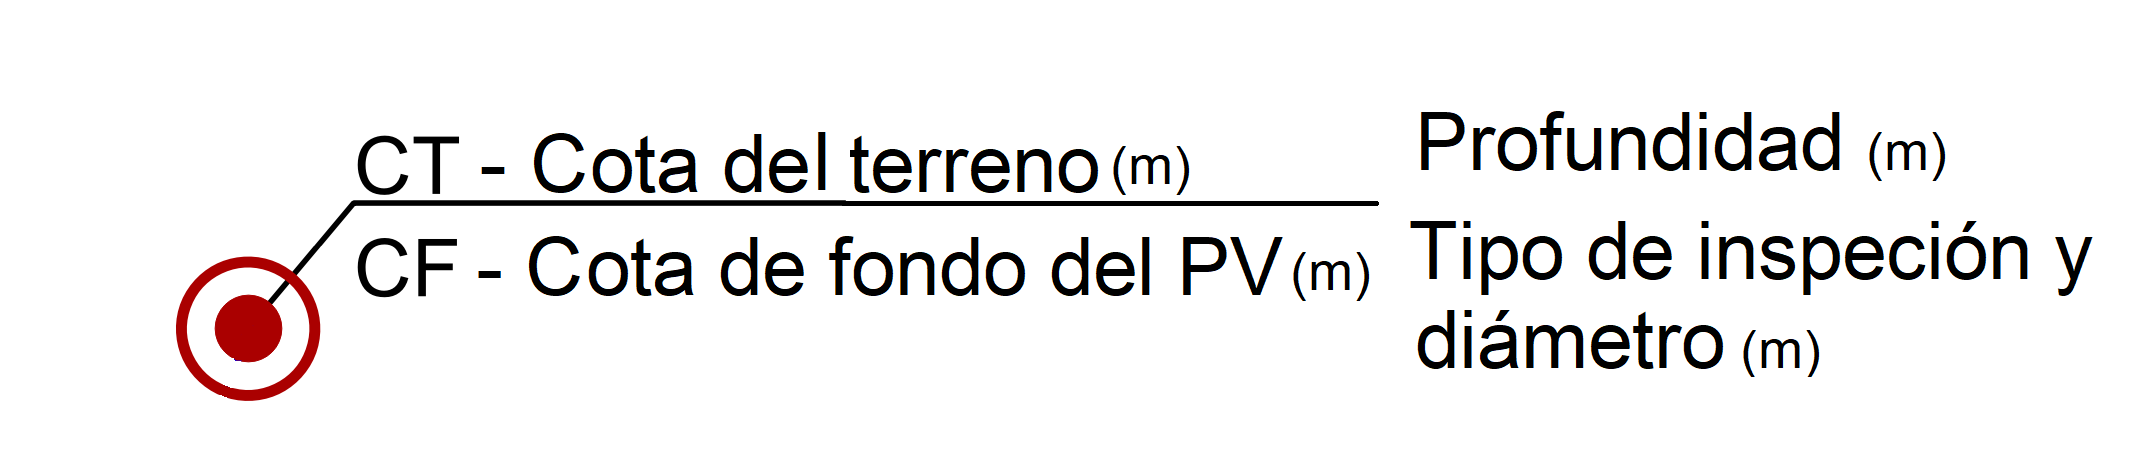 CT - Cota del terreno (m)
CF - Cota de fondo del PV (m)
Profundidad (m)
Tipo de inspeción y
diámetro (m)